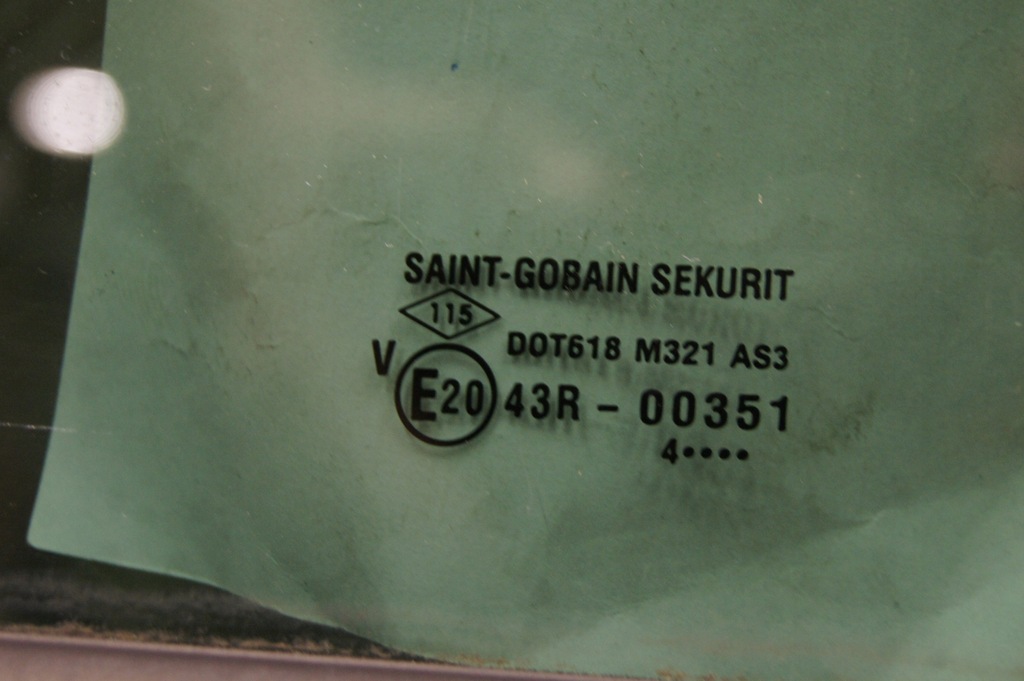 SAINT-GOBAIN SEKURIT
115
DOT618 M321 AS3
V
E20 43R - 00351
4••••